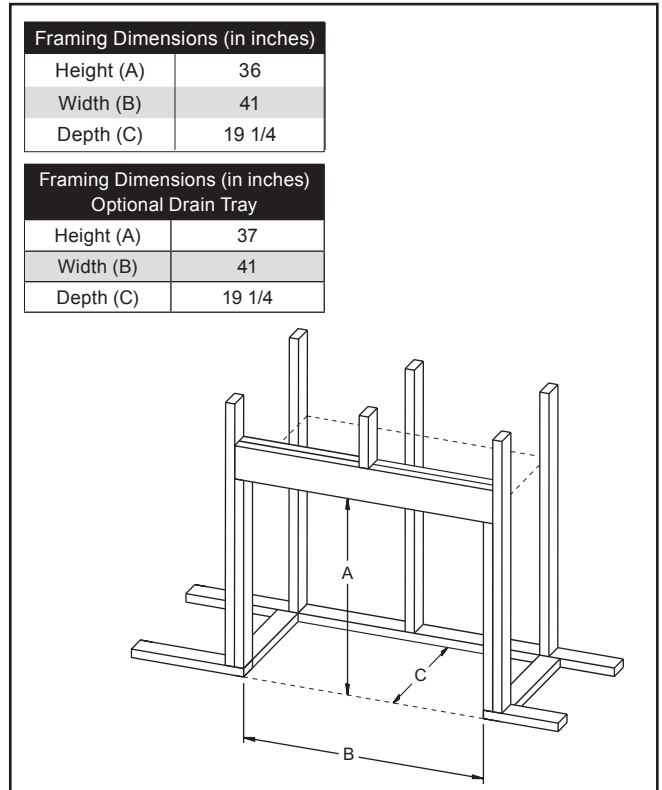 Framing Dimensions (in inches)
Height (A) 36
Width (B) 41
Depth (C) 19 1/4
Framing Dimensions (in inches)
Optional Drain Tray
Height (A) 37
Width (B) 41
Depth (C) 19 1/4
A
C
B